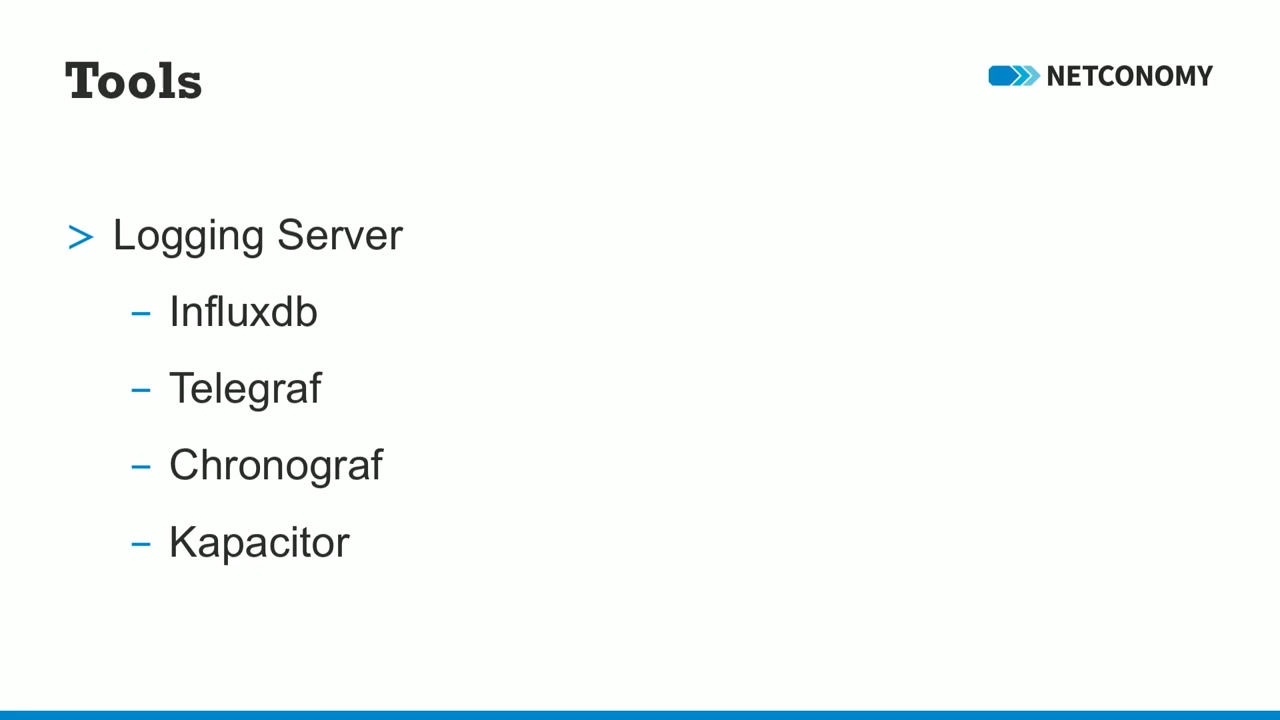 Tools
NETCONOMY
> Logging Server
– Influxdb
– Telegraf
– Chronograf
– Kapacitor